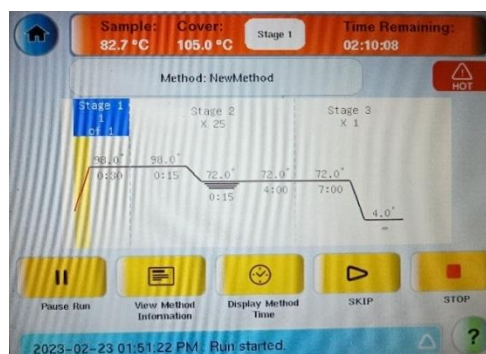 Sample: Cover: Stage 1 Time Remaining:
82.7 °C 105.0 °C 02:10:08
Method: NewMethod
HOT
Stage 1 Stage 2 Stage 3
1 X 25 X 1
of 1
98.0° 98.0° 72.0° 72.0° 72.0°
0:30 0:15 0:15 4:00 7:00
4.0°
∞
Pause Run View Method Information Display Method Time SKIP STOP
2023-02-23 01:51:22 PM : Run started.
?